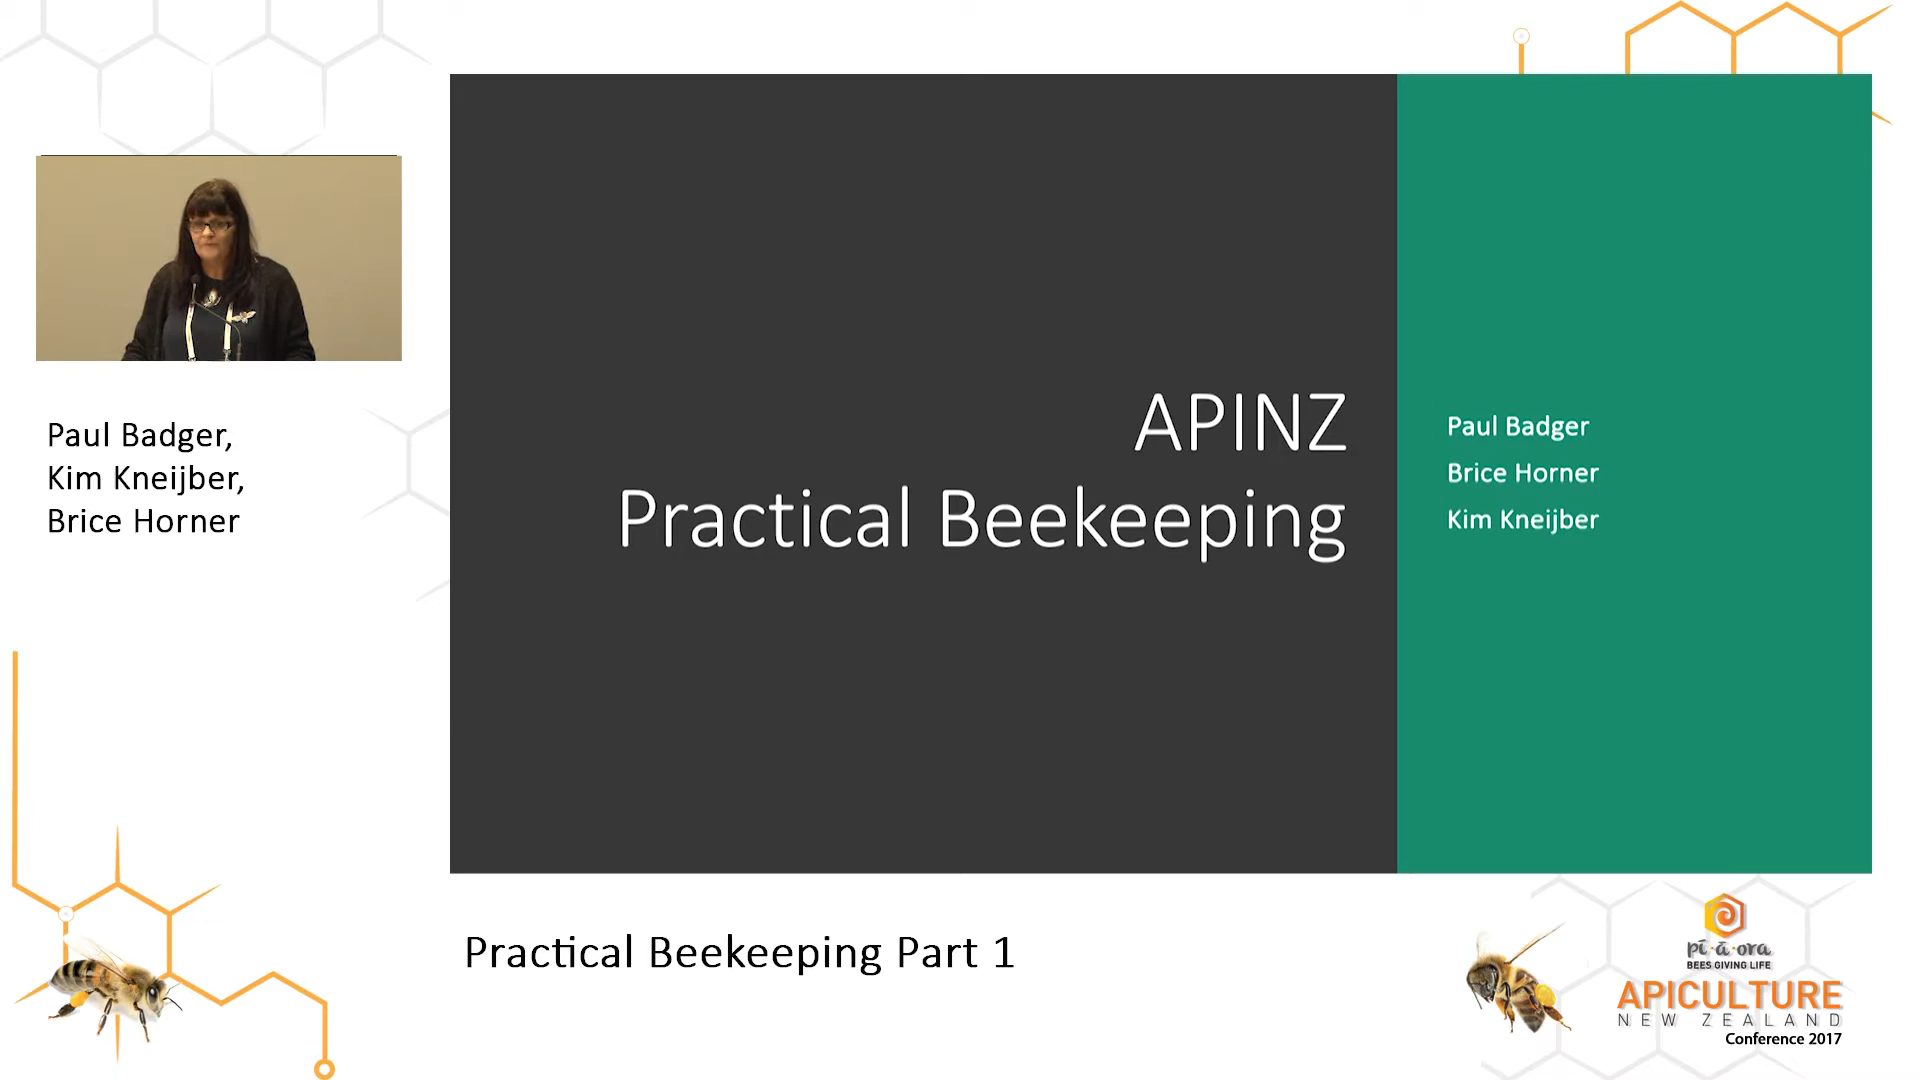 Paul Badger,
Kim Kneijber,
Brice Horner
APINZ
Practical Beekeeping
Paul Badger
Brice Horner
Kim Kneijber
Practical Beekeeping Part 1
pī·ā·ora
BEES GIVING LIFE
APICULTURE
NEW ZEALAND
Conference 2017